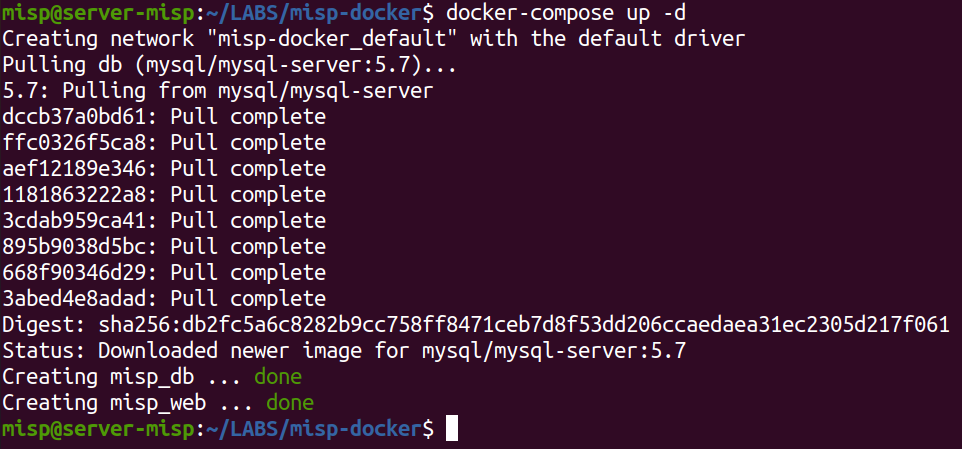 misp@server-misp:~/LABS/misp-docker$ docker-compose up -d
Creating network "misp-docker_default" with the default driver
Pulling db (mysql/mysql-server:5.7)...
5.7: Pulling from mysql/mysql-server
dccb37a0bd61: Pull complete
ffc0326f5ca8: Pull complete
aef12189e346: Pull complete
1181863222a8: Pull complete
3cdab959ca41: Pull complete
895b9038d5bc: Pull complete
668f90346d29: Pull complete
3abed4e8adad: Pull complete
Digest: sha256:db2fc5a6c8282b9cc758ff8471ceb7d8f53dd206ccaedaea31ec2305d217f061
Status: Downloaded newer image for mysql/mysql-server:5.7
Creating misp_db ... done
Creating misp_web ... done
misp@server-misp:~/LABS/misp-docker$